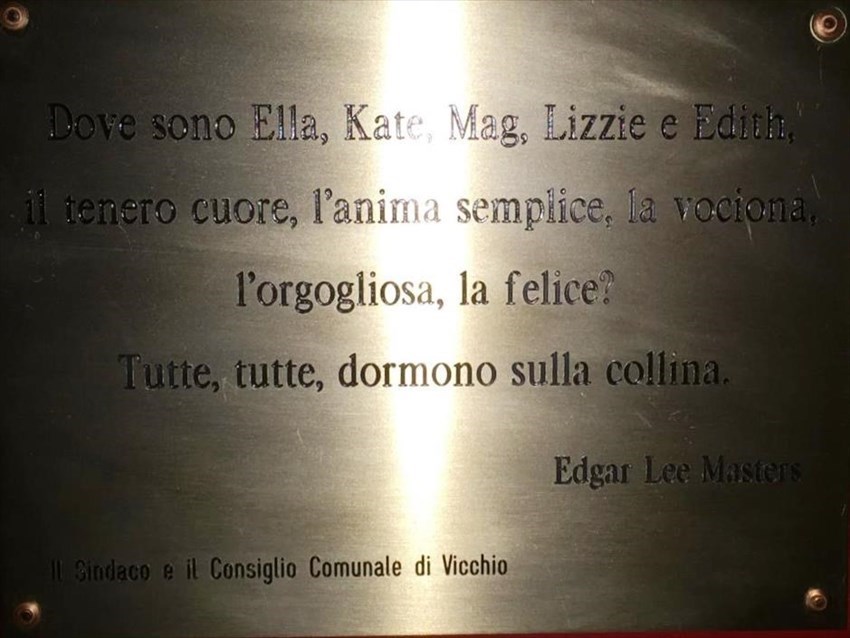 Dove sono Ella, Kate, Mag, Lizzie e Edith,
il tenero cuore, l'anima semplice, la vociona,
l'orgogliosa, la felice?
Tutte, tutte, dormono sulla collina.
Edgar Lee Masters
Il Sindaco e il Consiglio Comunale di Vicchio